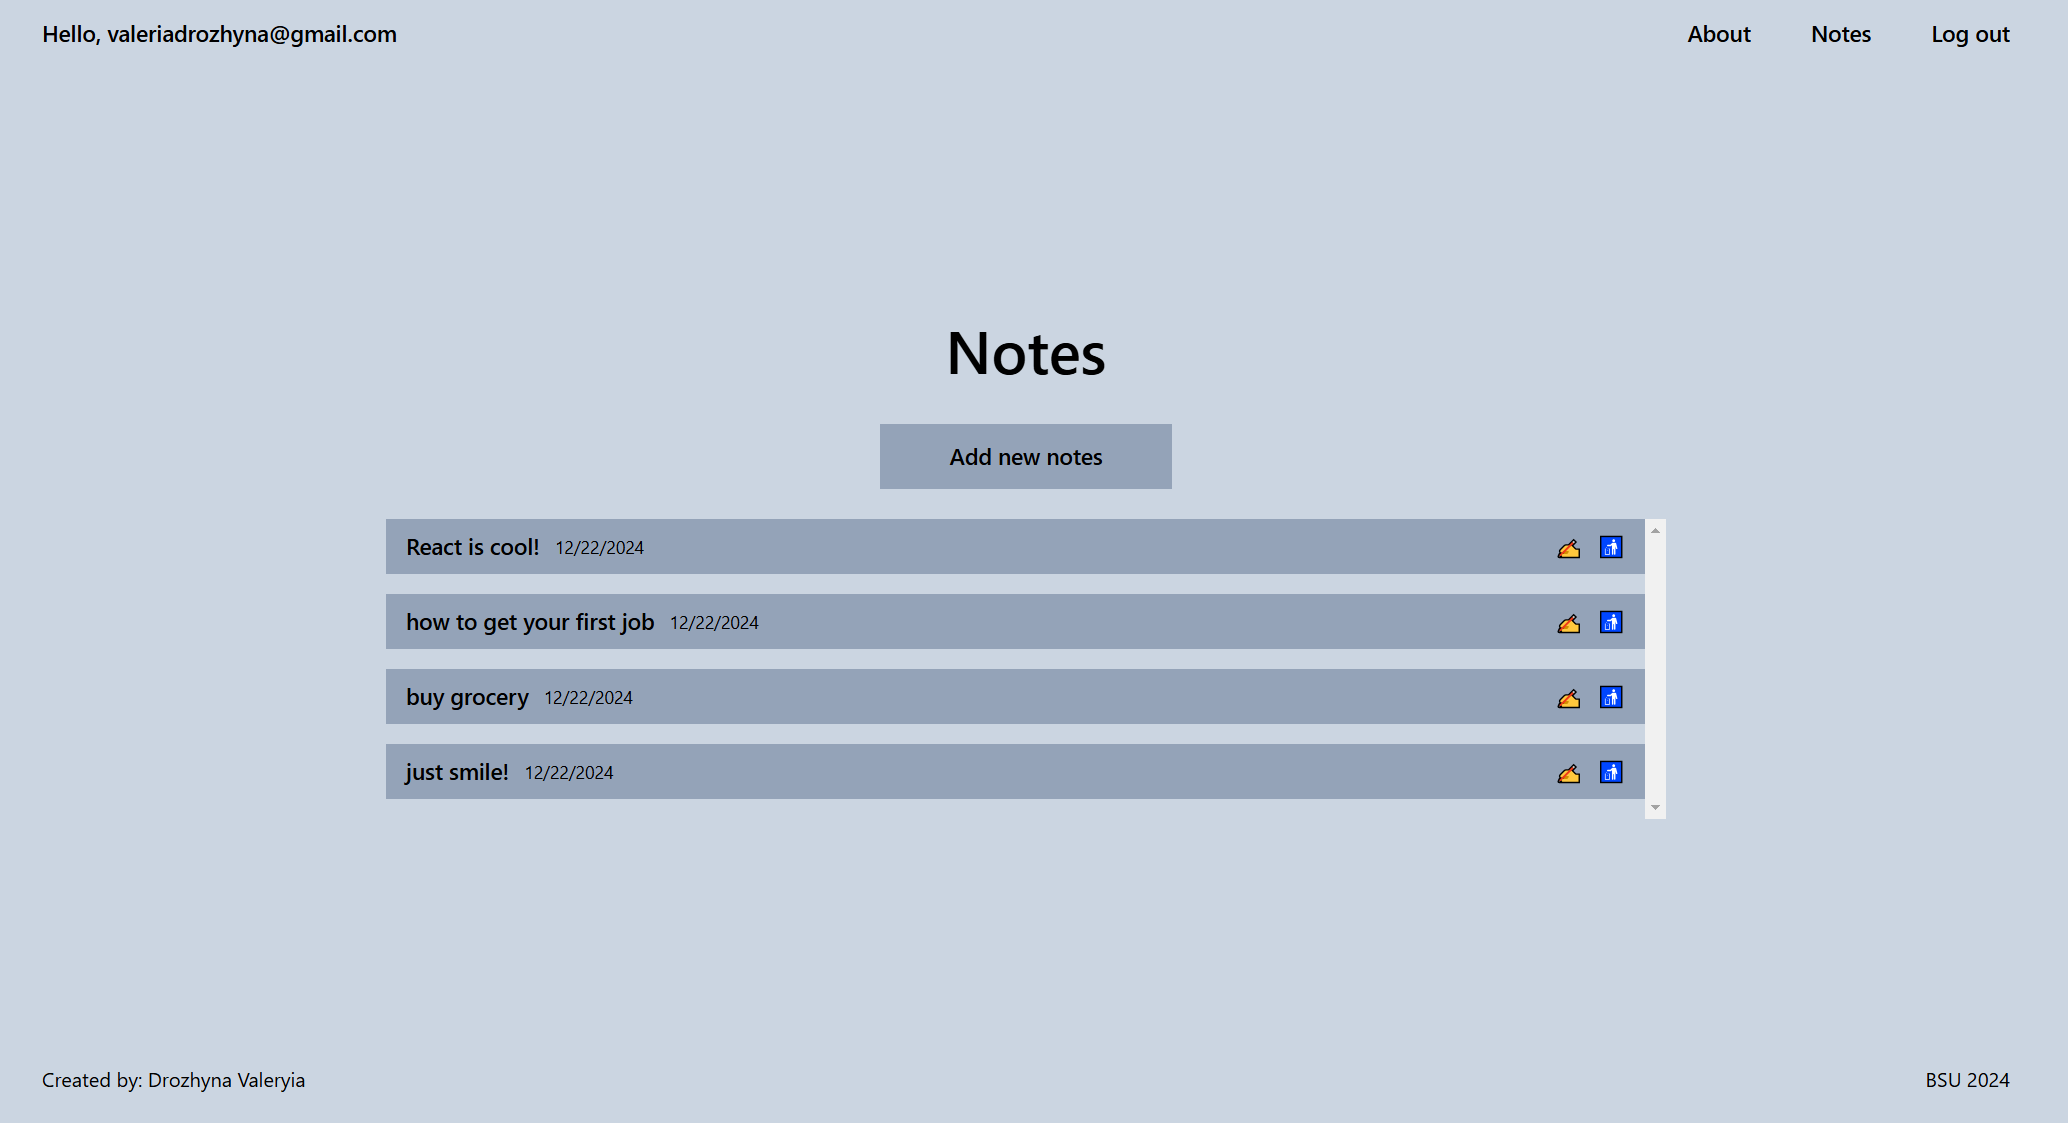 Hello, valeriadrozhyna@gmail.com About Notes Log out
Notes
Add new notes
React is cool! 12/22/2024
how to get your first job 12/22/2024
buy grocery 12/22/2024
just smile! 12/22/2024
Created by: Drozhyna Valeryia BSU 2024